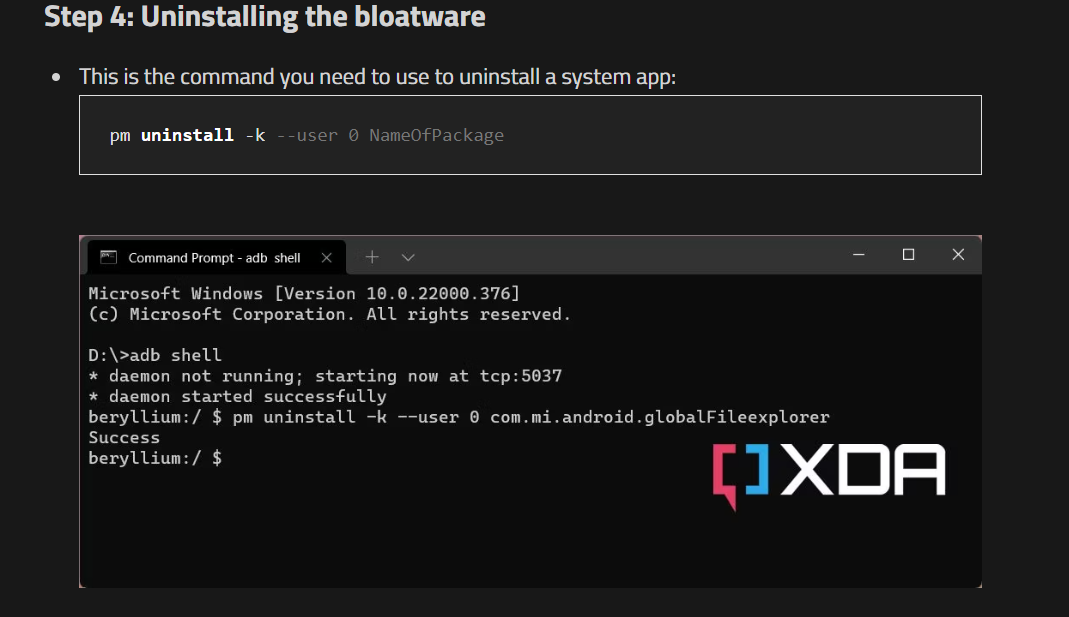 Step 4: Uninstalling the bloatware
This is the command you need to use to uninstall a system app:
pm uninstall -k --user 0 NameOfPackage
Command Prompt - adb shell
Microsoft Windows [Version 10.0.22000.376]
(c) Microsoft Corporation. All rights reserved.
D:\>adb shell
* daemon not running; starting now at tcp:5037
* daemon started successfully
beryllium:/ $ pm uninstall -k --user 0 com.mi.android.globalFileexplorer
Success
beryllium:/ $
XDA